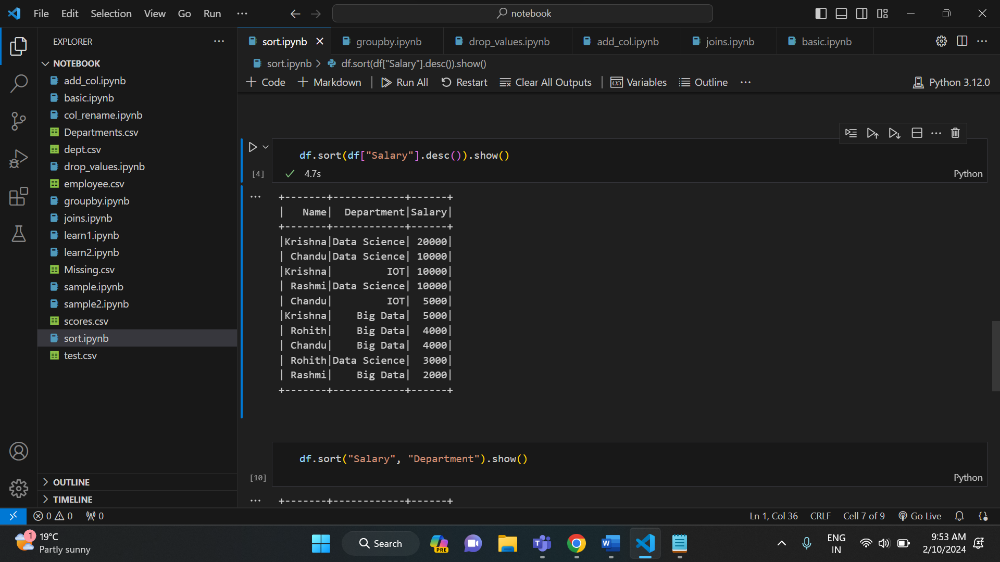 File Edit Selection View Go Run ··· notebook
EXPLORER ···
NOTEBOOK
add_col.ipynb
basic.ipynb
col_rename.ipynb
Departments.csv
dept.csv
drop_values.ipynb
employee.csv
groupby.ipynb
joins.ipynb
learn1.ipynb
learn2.ipynb
Missing.csv
sample.ipynb
sample2.ipynb
scores.csv
sort.ipynb
test.csv
OUTLINE
TIMELINE
sort.ipynb groupby.ipynb drop_values.ipynb add_col.ipynb joins.ipynb basic.ipynb
sort.ipynb > df.sort(df["Salary"].desc()).show()
+ Code + Markdown | Run All Restart Clear All Outputs | Variables Outline ··· Python 3.12.0
df.sort(df["Salary"].desc()).show()
[4] 4.7s Python
+-------+------------+------+
|   Name|  Department|Salary|
+-------+------------+------+
|Krishna|Data Science| 20000|
| Chandu|Data Science| 10000|
|Krishna|         IOT| 10000|
| Rashmi|Data Science| 10000|
| Chandu|         IOT|  5000|
|Krishna|    Big Data|  5000|
| Rohith|    Big Data|  4000|
| Chandu|    Big Data|  4000|
| Rohith|Data Science|  3000|
| Rashmi|    Big Data|  2000|
+-------+------------+------+
df.sort("Salary", "Department").show()
[10] Python
+-------+------------+------+
0 0 0 Ln 1, Col 36 CRLF Cell 7 of 9 Go Live
1 19°C
Partly sunny
Search
PRE
ENG
IN
9:53 AM
2/10/2024